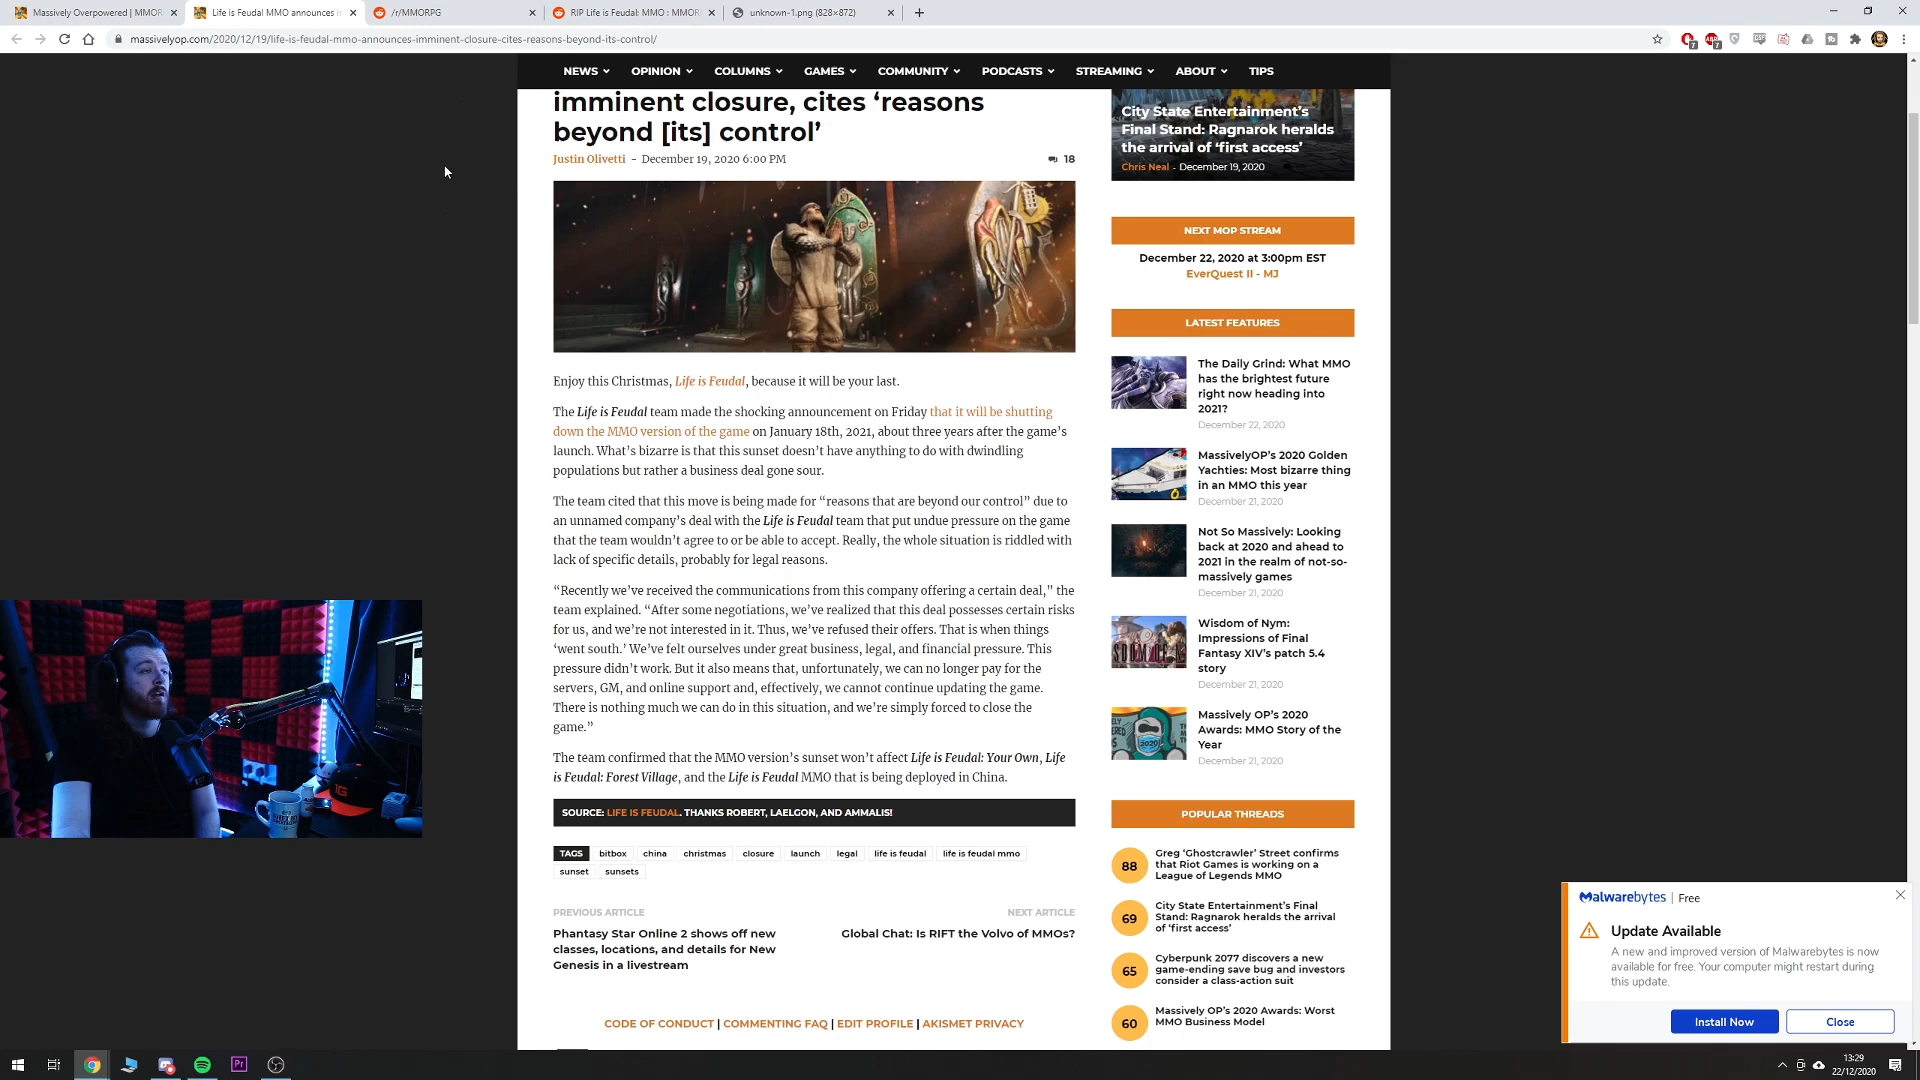 Massively Overpowered | MMOR
Life is Feudal MMO announces in
/r/MMORPG
RIP Life is Feudal: MMO : MMOR
unknown-1.png (828×872)
massivelyop.com/2020/12/19/life-is-feudal-mmo-announces-imminent-closure-cites-reasons-beyond-its-control/
NEWS OPINION COLUMNS GAMES COMMUNITY PODCASTS STREAMING ABOUT TIPS
imminent closure, cites ‘reasons
beyond [its] control’
Justin Olivetti - December 19, 2020 6:00 PM 18
Enjoy this Christmas, Life is Feudal, because it will be your last.
The Life is Feudal team made the shocking announcement on Friday that it will be shutting
down the MMO version of the game on January 18th, 2021, about three years after the game’s
launch. What’s bizarre is that this sunset doesn’t have anything to do with dwindling
populations but rather a business deal gone sour.
The team cited that this move is being made for “reasons that are beyond our control” due to
an unnamed company’s deal with the Life is Feudal team that put undue pressure on the game
that the team wouldn’t agree to or be able to accept. Really, the whole situation is riddled with
lack of specific details, probably for legal reasons.
“Recently we’ve received the communications from this company offering a certain deal,” the
team explained. “After some negotiations, we’ve realized that this deal possesses certain risks
for us, and we’re not interested in it. Thus, we’ve refused their offers. That is when things
‘went south.’ We’ve felt ourselves under great business, legal, and financial pressure. This
pressure didn’t work. But it also means that, unfortunately, we can no longer pay for the
servers, GM, and online support and, effectively, we cannot continue updating the game.
There is nothing much we can do in this situation, and we’re simply forced to close the
game.”
The team confirmed that the MMO version’s sunset won’t affect Life is Feudal: Your Own, Life
is Feudal: Forest Village, and the Life is Feudal MMO that is being deployed in China.
SOURCE: LIFE IS FEUDAL. THANKS ROBERT, LAELGON, AND AMMALIS!
TAGS bitbox china christmas closure launch legal life is feudal life is feudal mmo
sunset sunsets
PREVIOUS ARTICLE
Phantasy Star Online 2 shows off new
classes, locations, and details for New
Genesis in a livestream
NEXT ARTICLE
Global Chat: Is RIFT the Volvo of MMOs?
CODE OF CONDUCT | COMMENTING FAQ | EDIT PROFILE | AKISMET PRIVACY
City State Entertainment’s
Final Stand: Ragnarok heralds
the arrival of ‘first access’
Chris Neal - December 19, 2020
NEXT MOP STREAM
December 22, 2020 at 3:00pm EST
EverQuest II - MJ
LATEST FEATURES
The Daily Grind: What MMO
has the brightest future
right now heading into
2021?
December 22, 2020
MassivelyOP’s 2020 Golden
Yachties: Most bizarre thing
in an MMO this year
December 21, 2020
Not So Massively: Looking
back at 2020 and ahead to
2021 in the realm of not-so-
massively games
December 21, 2020
Wisdom of Nym:
Impressions of Final
Fantasy XIV’s patch 5.4
story
December 21, 2020
2020
Massively OP’s 2020
Awards: MMO Story of the
Year
December 21, 2020
POPULAR THREADS
88
Greg ‘Ghostcrawler’ Street confirms
that Riot Games is working on a
League of Legends MMO
69
City State Entertainment’s Final
Stand: Ragnarok heralds the arrival
of ‘first access’
65
Cyberpunk 2077 discovers a new
game-ending save bug and investors
consider a class-action suit
60
Massively OP’s 2020 Awards: Worst
MMO Business Model
Malwarebytes | Free
Update Available
A new and improved version of Malwarebytes is now
available for free. Your computer might restart during
this update.
Install Now
Close
Pr
13:29
22/12/2020